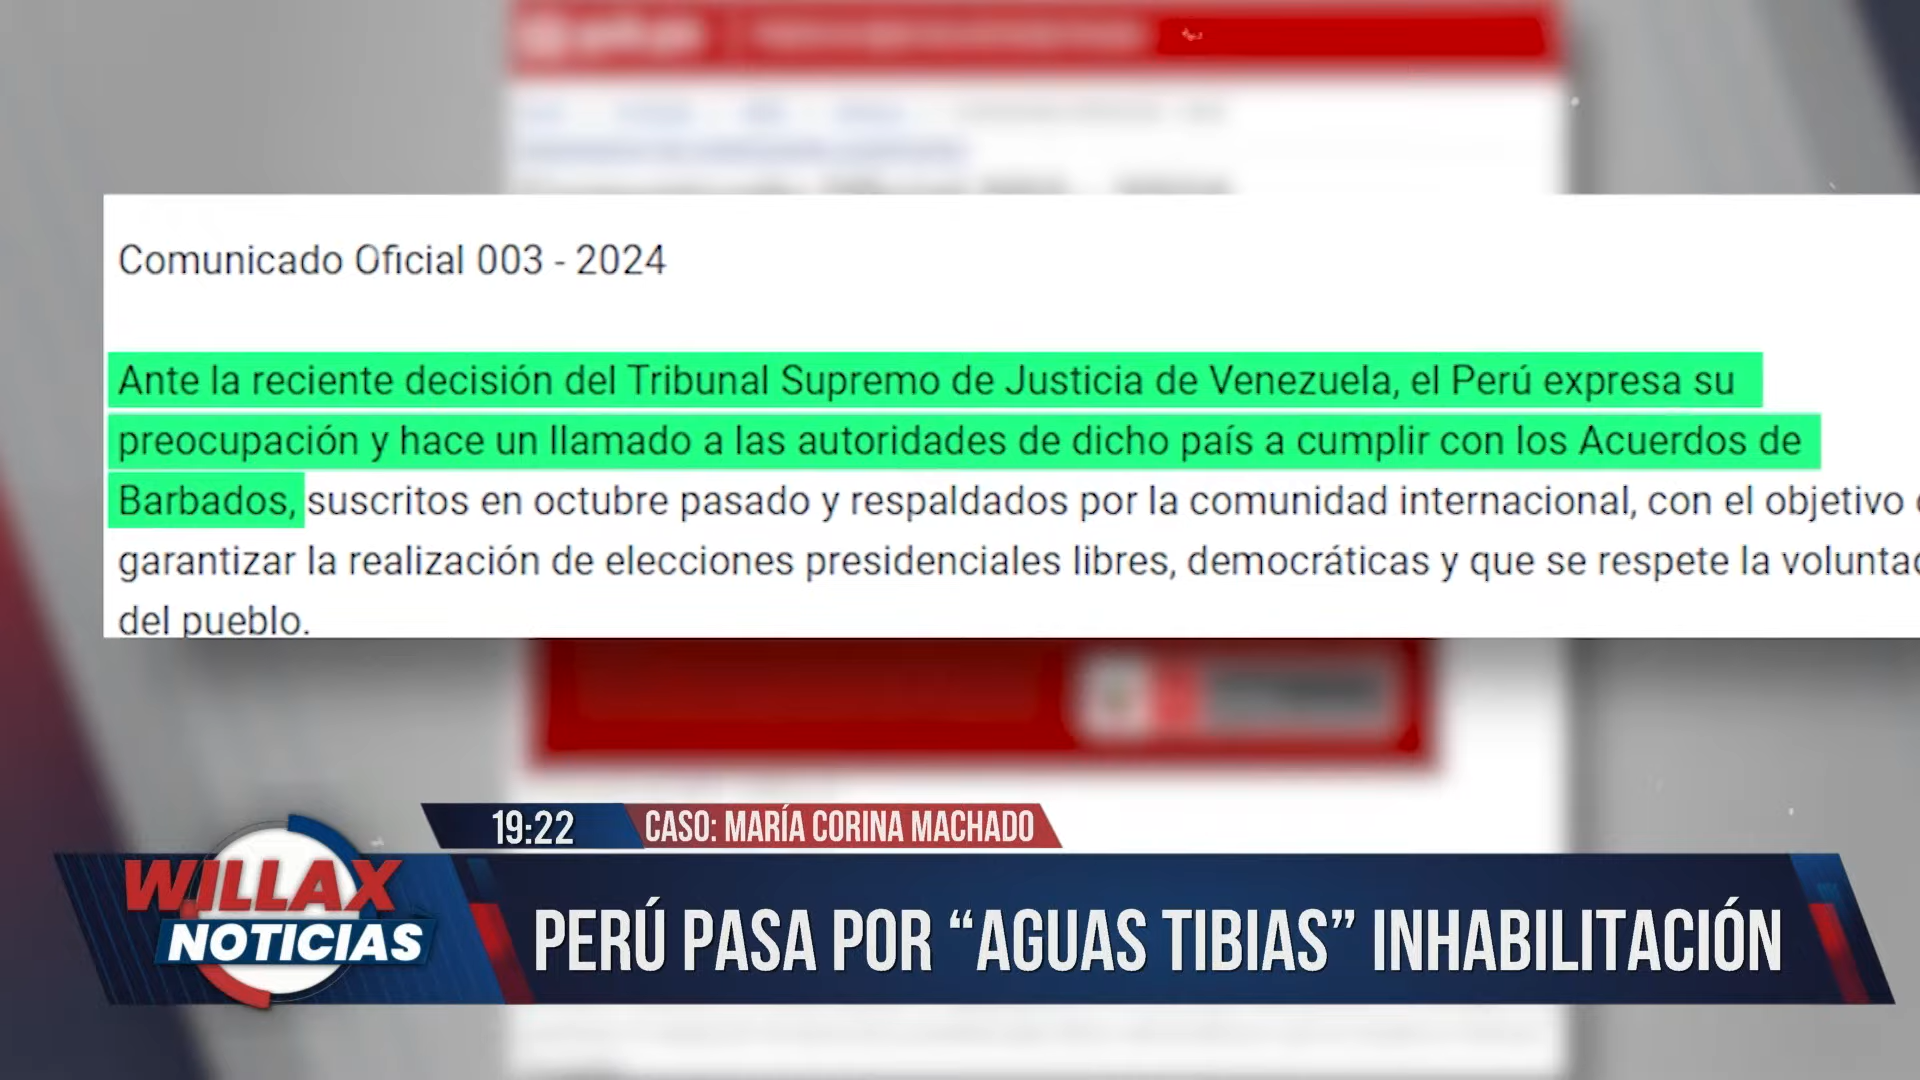 Comunicado Oficial 003 - 2024
Ante la reciente decisión del Tribunal Supremo de Justicia de Venezuela, el Perú expresa su
preocupación y hace un llamado a las autoridades de dicho país a cumplir con los Acuerdos de
Barbados, suscritos en octubre pasado y respaldados por la comunidad internacional, con el objetivo
garantizar la realización de elecciones presidenciales libres, democráticas y que se respete la
del pueblo.
19:22
CASO: MARÍA CORINA MACHADO
WILLAX
NOTICIAS
PERÚ PASA POR “AGUAS TIBIAS” INHABILITACIÓN